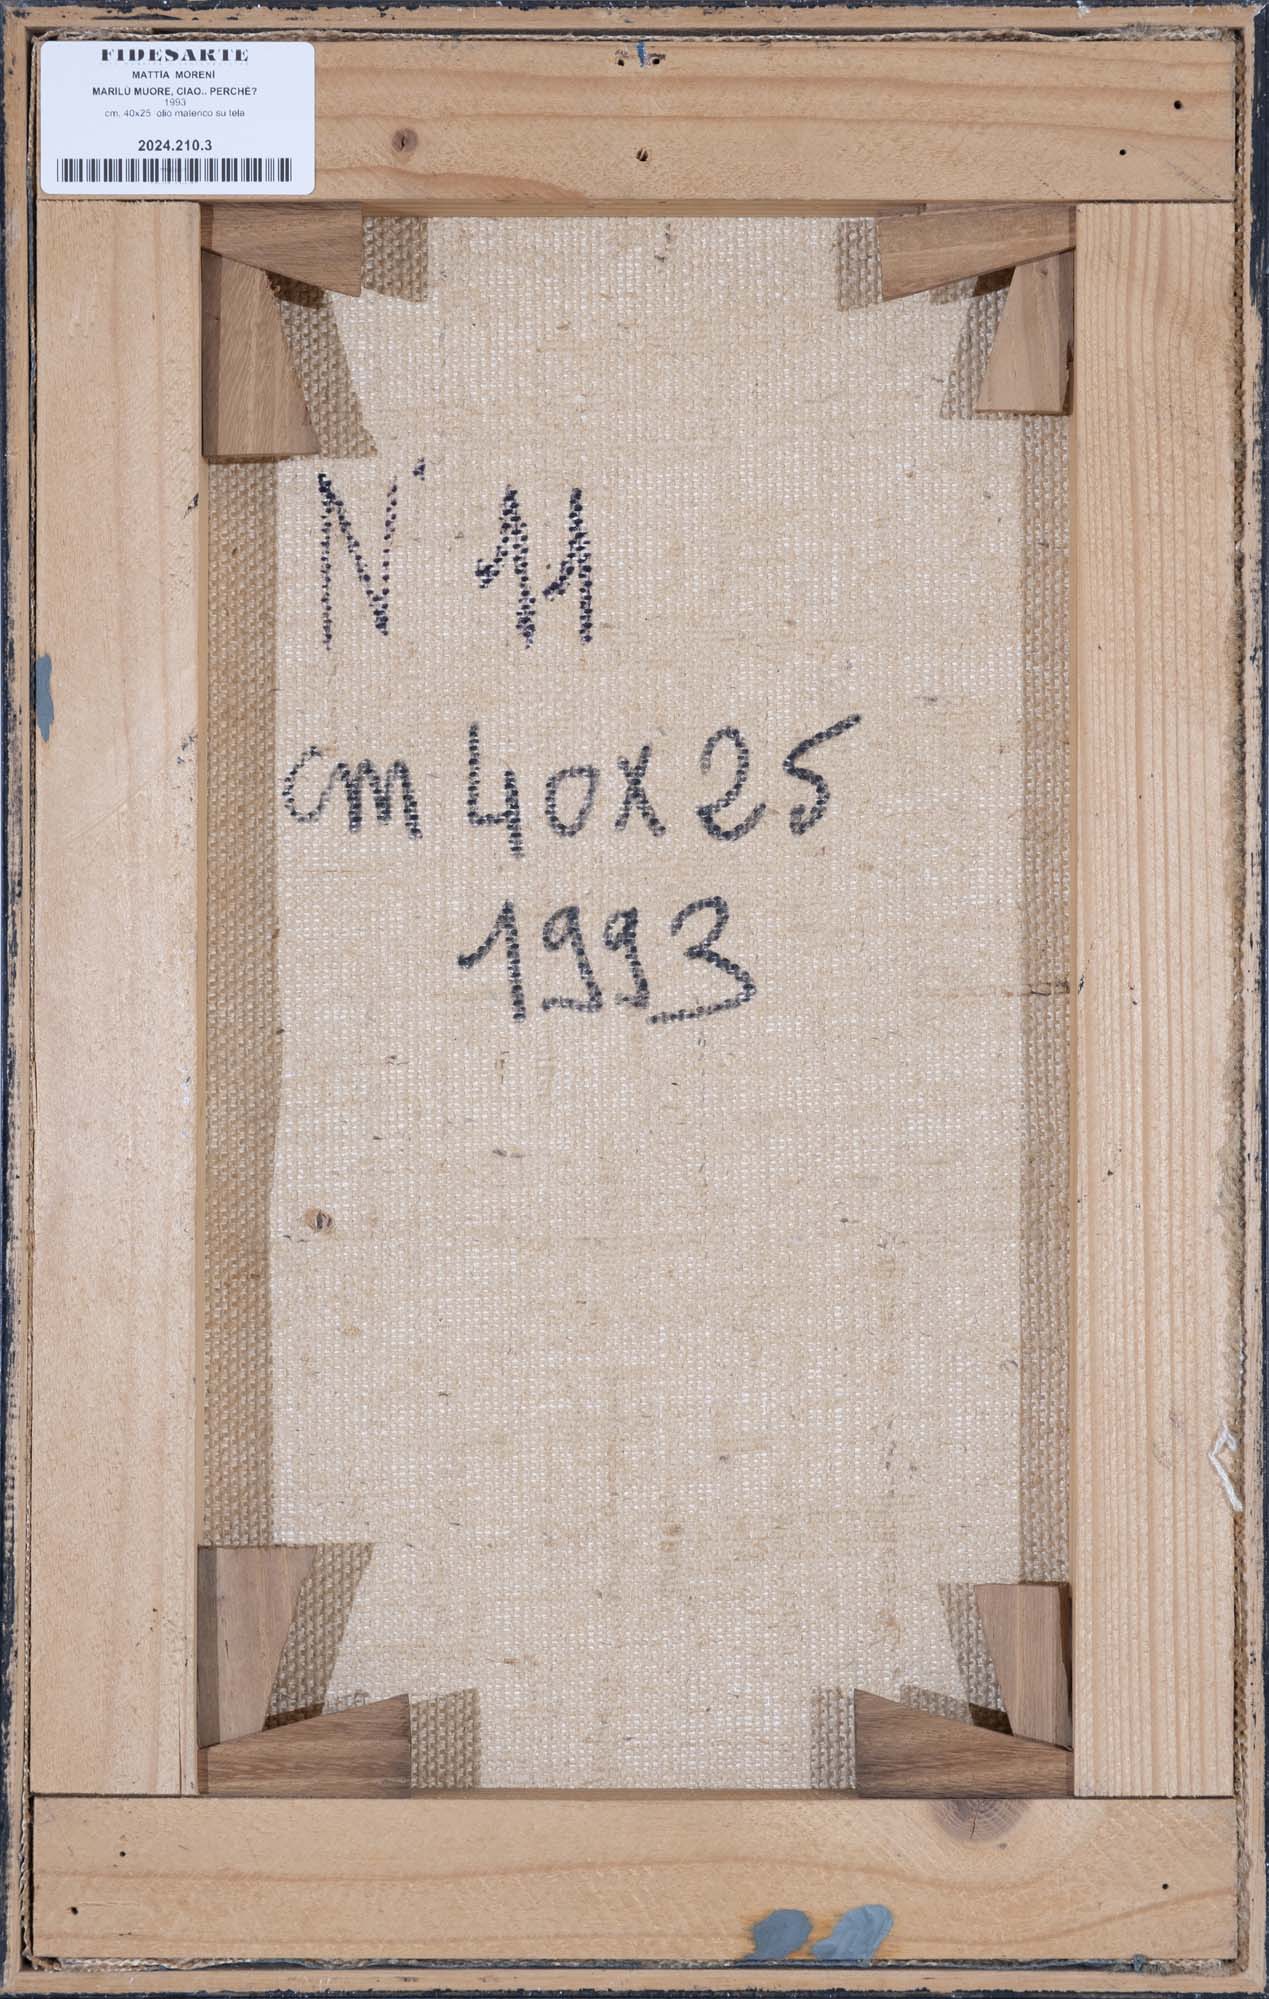 FIDESARTE
MATTIA MORENI
MARILÙ MUORE, CIAO.. PERCHÉ?
1993
cm. 40x25 olio materico su tela
2024.210.3
N° 11
cm 40x25
1993